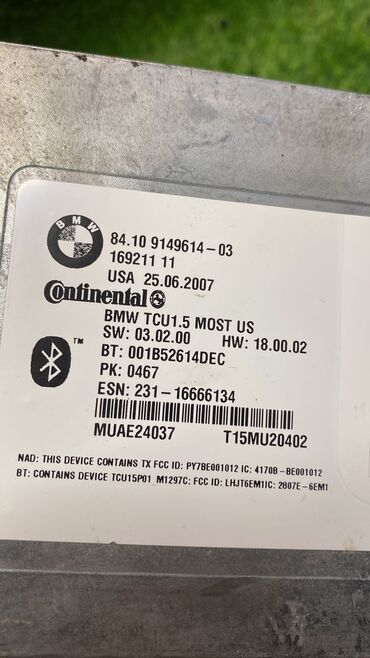 BMW
84.10 9149614-03
169211 11
USA 25.06.2007
Continental
BMW TCU1.5 MOST US
SW: 03.02.00 HW: 18.00.02
BT: 001B52614DEC
TM
PK: 0467
ESN: 231-16666134
MUAE24037 T15MU20402
NAD: THIS DEVICE CONTAINS TX FCC ID: PY7BE001012 IC: 4170B-BE001012
BT: CONTAINS DEVICE TCU15P01_M1297C: FCC ID: LHJT6EM1IC: 2807E-6EM1